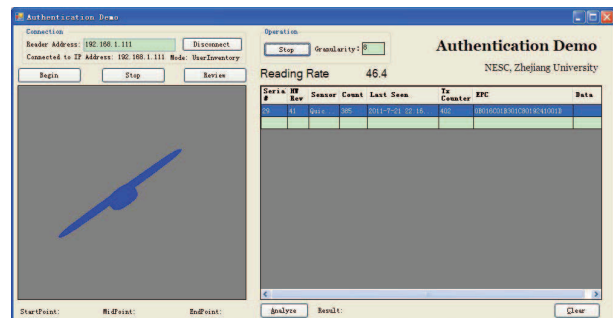 Authentication Demo
Connection
Reader Address: 192.168.1.111 Disconnect
Connected to IP Address: 192.168.1.111 Mode: UserInventory
Begin Stop Review
Operation
Stop Granularity: 6
Authentication Demo
NESC, Zhejiang University
Reading Rate 46.4
Seria # HW Rev Sensor Count Last Seen Tx Counter EPC Data
29 41 Quic... 385 2011-7-21 22 16... 402
StartPoint: MidPoint: EndPoint:
Analyze Result: Clear